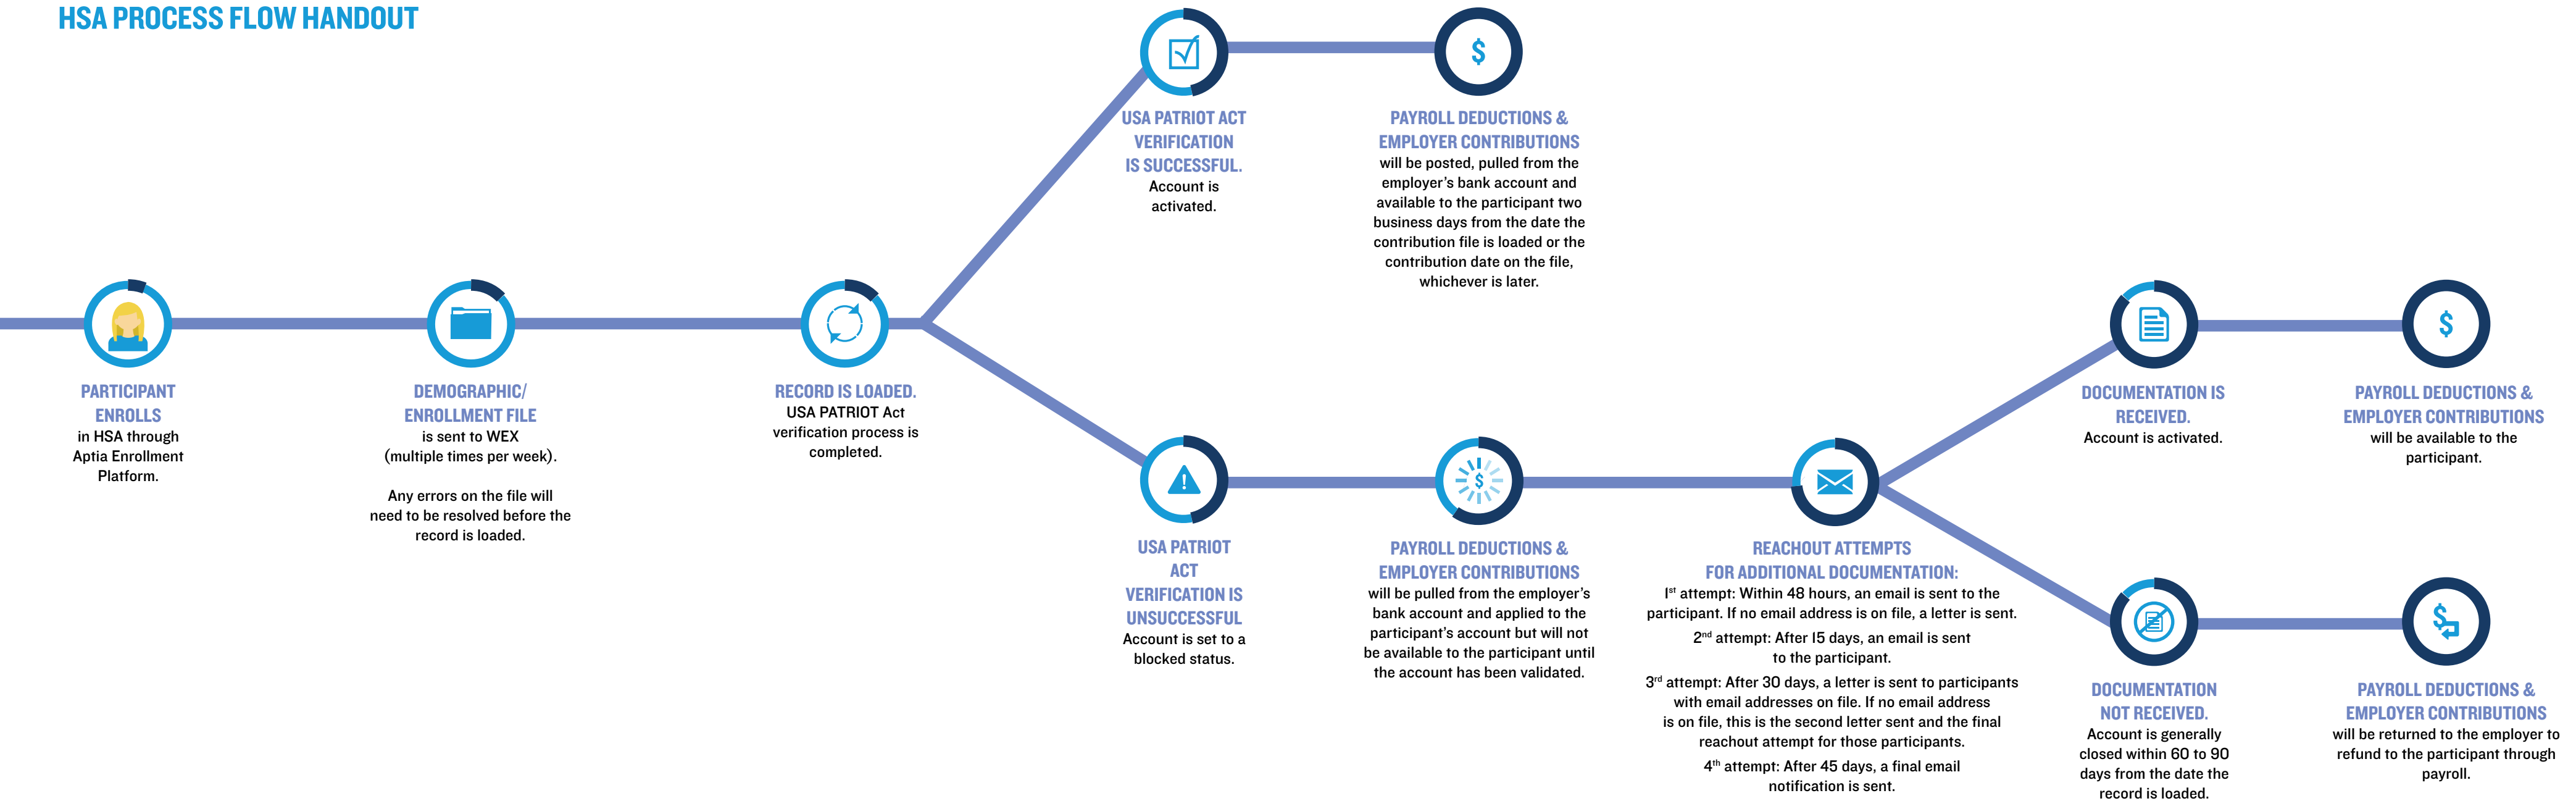 HSA PROCESS FLOW HANDOUT
PARTICIPANT
ENROLLS
in HSA through
Aptia Enrollment
Platform.
DEMOGRAPHIC/
ENROLLMENT FILE
is sent to WEX
(multiple times per week).
Any errors on the file will
need to be resolved before the
record is loaded.
RECORD IS LOADED.
USA PATRIOT Act
verification process is
completed.
USA PATRIOT ACT
VERIFICATION
IS SUCCESSFUL.
Account is
activated.
$
PAYROLL DEDUCTIONS &
EMPLOYER CONTRIBUTIONS
will be posted, pulled from the
employer's bank account and
available to the participant two
business days from the date the
contribution file is loaded or the
contribution date on the file,
whichever is later.
!
USA PATRIOT
ACT
VERIFICATION IS
UNSUCCESSFUL
Account is set to a
blocked status.
$
PAYROLL DEDUCTIONS &
EMPLOYER CONTRIBUTIONS
will be pulled from the employer's
bank account and applied to the
participant's account but will not
be available to the participant until
the account has been validated.
REACHOUT ATTEMPTS
FOR ADDITIONAL DOCUMENTATION:
1st attempt: Within 48 hours, an email is sent to the
participant. If no email address is on file, a letter is sent.
2nd attempt: After 15 days, an email is sent
to the participant.
3rd attempt: After 30 days, a letter is sent to participants
with email addresses on file. If no email address
is on file, this is the second letter sent and the final
reachout attempt for those participants.
4th attempt: After 45 days, a final email
notification is sent.
DOCUMENTATION IS
RECEIVED.
Account is activated.
$
PAYROLL DEDUCTIONS &
EMPLOYER CONTRIBUTIONS
will be available to the
participant.
DOCUMENTATION
NOT RECEIVED.
Account is generally
closed within 60 to 90
days from the date the
record is loaded.
$
PAYROLL DEDUCTIONS &
EMPLOYER CONTRIBUTIONS
will be returned to the employer to
refund to the participant through
payroll.